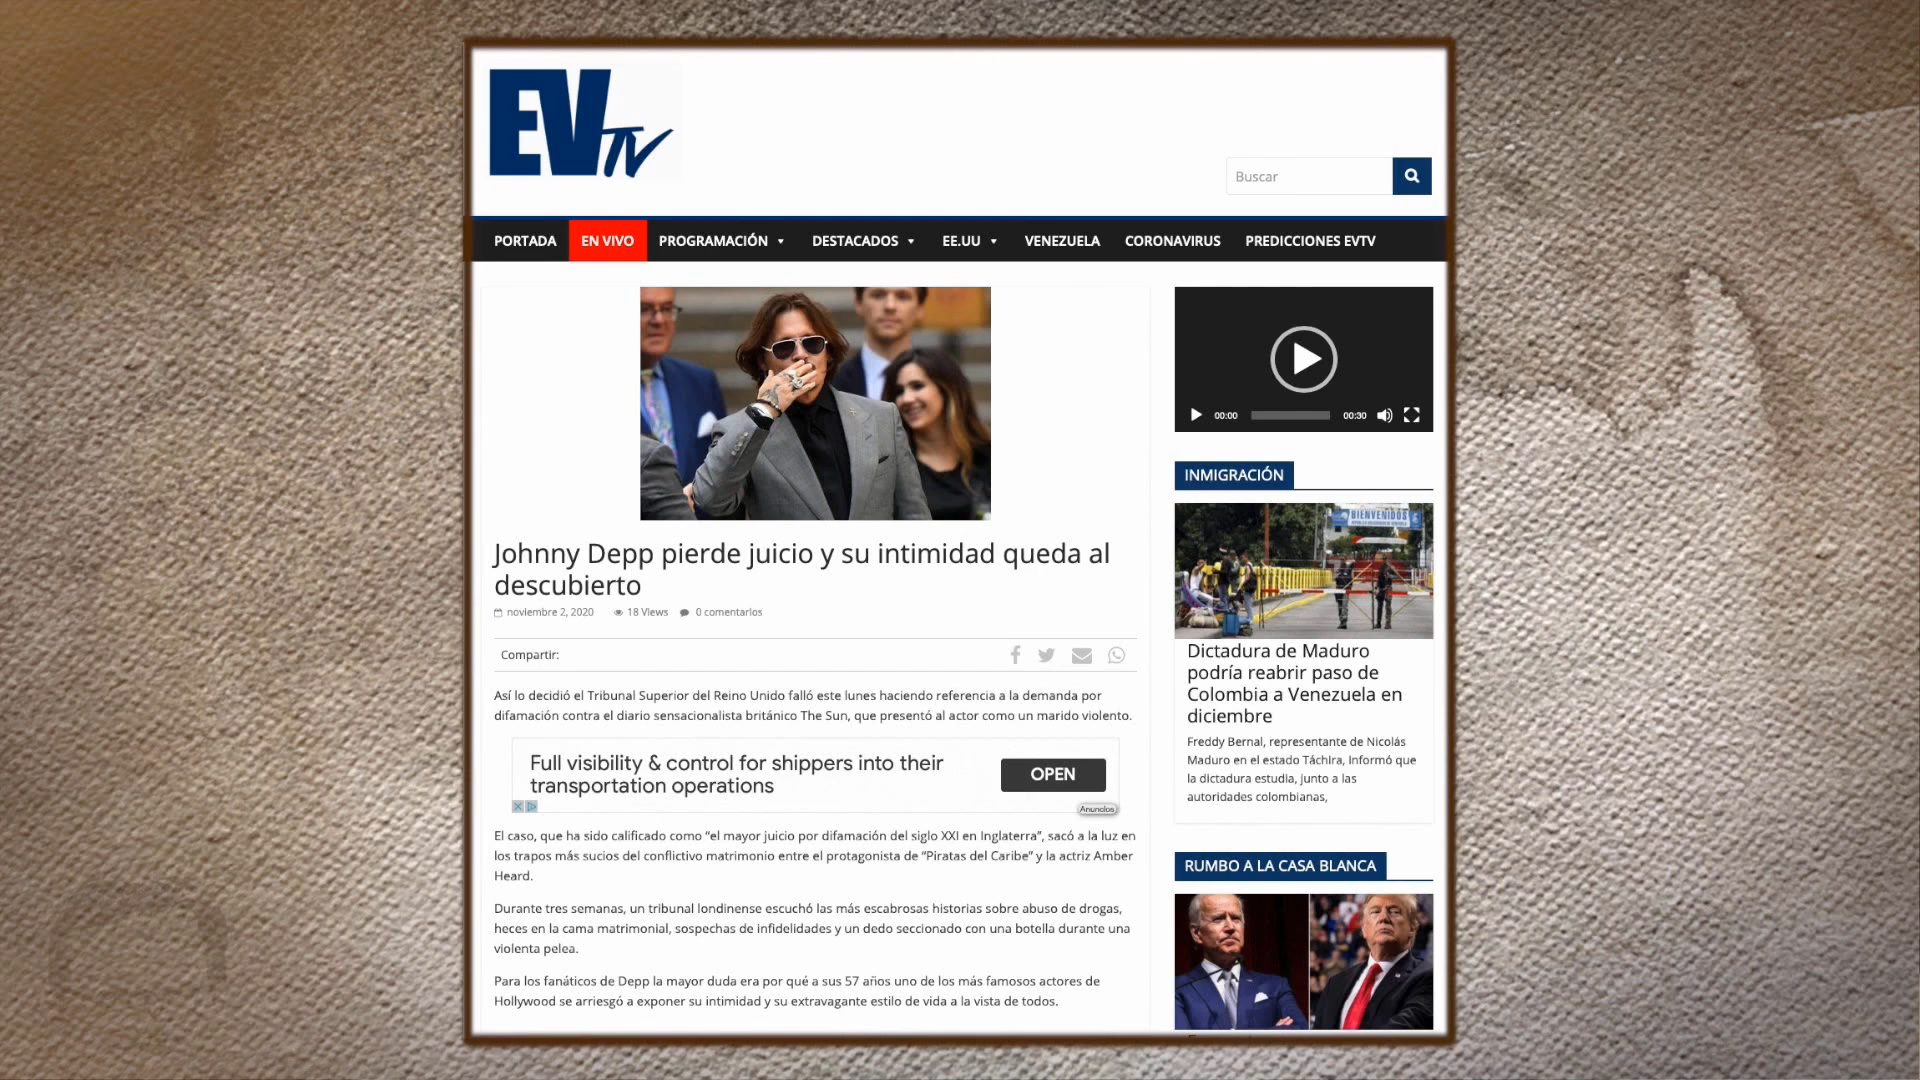 EVTV
Buscar
PORTADA EN VIVO PROGRAMACIÓN DESTACADOS EE.UU VENEZUELA CORONAVIRUS PREDICCIONES EVTV
Johnny Depp pierde juicio y su intimidad queda al
descubierto
noviembre 2, 2020 18 Views 0 comentarios
Compartir:
Así lo decidió el Tribunal Superior del Reino Unido falló este lunes haciendo referencia a la demanda por
difamación contra el diario sensacionalista británico The Sun, que presentó al actor como un marido violento.
Full visibility & control for shippers into their
transportation operations
OPEN
Anuncios
El caso, que ha sido calificado como “el mayor juicio por difamación del siglo XXI en Inglaterra”, sacó a la luz en
los trapos más sucios del conflictivo matrimonio entre el protagonista de “Piratas del Caribe” y la actriz Amber
Heard.
Durante tres semanas, un tribunal londinense escuchó las más escabrosas historias sobre abuso de drogas,
heces en la cama matrimonial, sospechas de infidelidades y un dedo seccionado con una botella durante una
violenta pelea.
Para los fanáticos de Depp la mayor duda era por qué a sus 57 años uno de los más famosos actores de
Hollywood se arriesgó a exponer su intimidad y su extravagante estilo de vida a la vista de todos.
00:00 00:30
INMIGRACIÓN
BIENVENIDOS
Dictadura de Maduro
podría reabrir paso de
Colombia a Venezuela en
diciembre
Freddy Bernal, representante de Nicolás
Maduro en el estado Táchira, informó que
la dictadura estudia, junto a las
autoridades colombianas,
RUMBO A LA CASA BLANCA